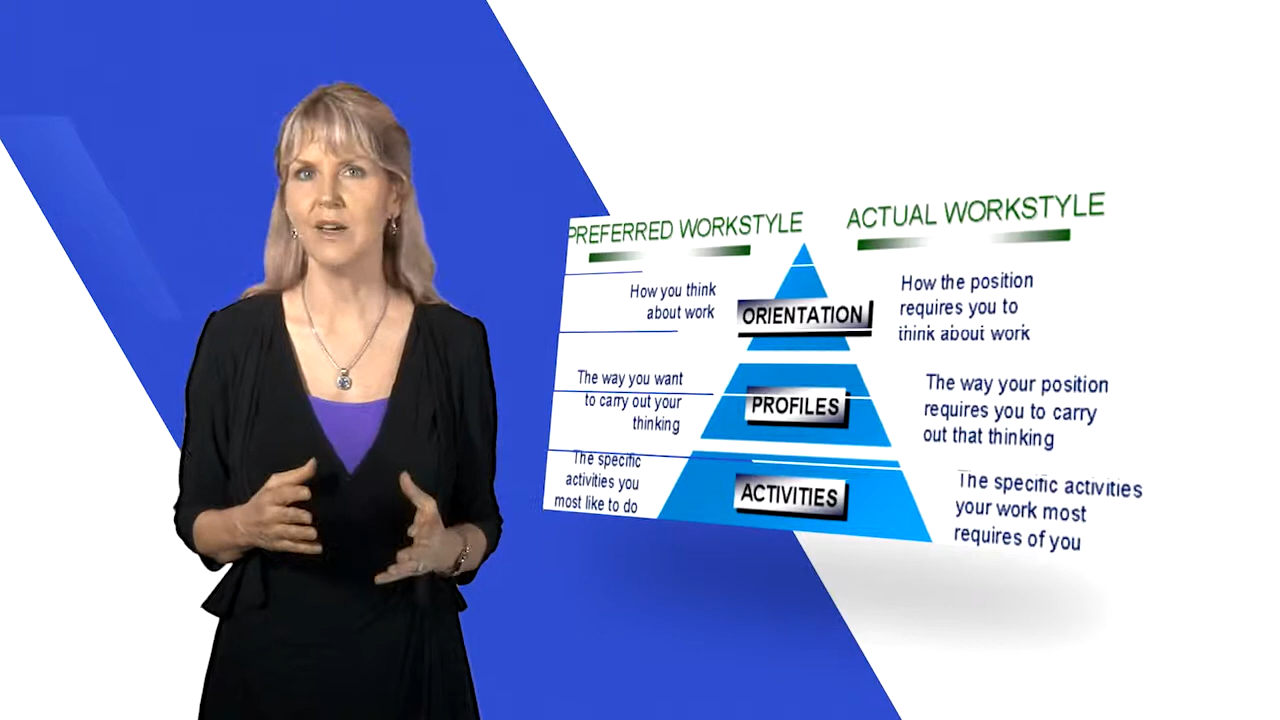 PREFERRED WORKSTYLE
ACTUAL WORKSTYLE
How you think
about work
ORIENTATION
How the position
requires you to
think about work
The way you want
to carry out your
thinking
PROFILES
The way your position
requires you to carry
out that thinking
The specific
activities you
most like to do
ACTIVITIES
The specific activities
your work most
requires of you